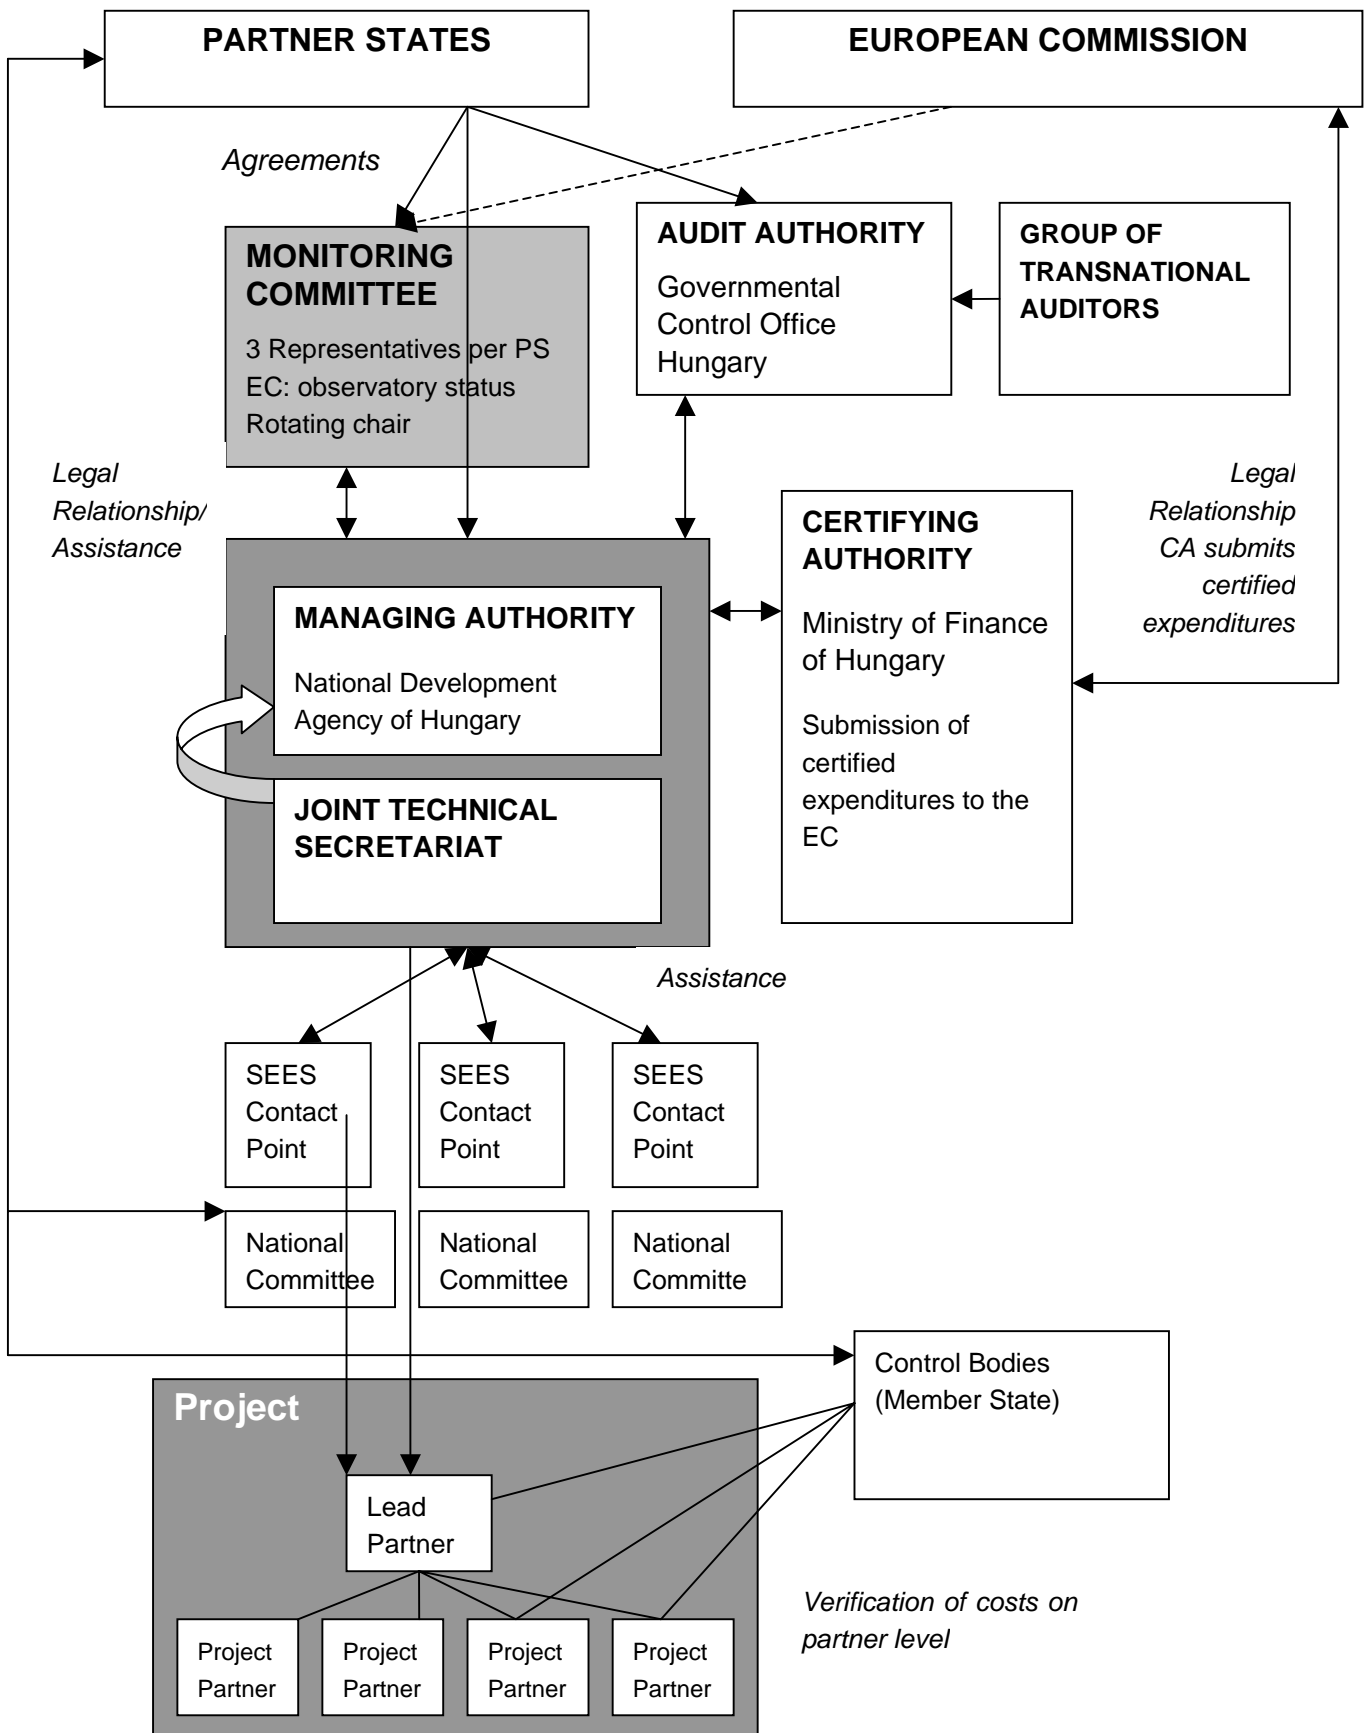 PARTNER STATES
EUROPEAN COMMISSION
Agreements
MONITORING
COMMITTEE
3 Representatives per PS
EC: observatory status
Rotating chair
AUDIT AUTHORITY
Governmental
Control Office
Hungary
GROUP OF
TRANSNATIONAL
AUDITORS
Legal
Relationship/
Assistance
Legal
Relationship
CA submits
certified
expenditures
CERTIFYING
AUTHORITY
Ministry of Finance
of Hungary
Submission of
certified
expenditures to the
EC
MANAGING AUTHORITY
National Development
Agency of Hungary
JOINT TECHNICAL
SECRETARIAT
Assistance
SEES
Contact
Point
SEES
Contact
Point
SEES
Contact
Point
National
Committee
National
Committee
National
Committe
Control Bodies
(Member State)
Project
Lead
Partner
Verification of costs on
partner level
Project
Partner
Project
Partner
Project
Partner
Project
Partner